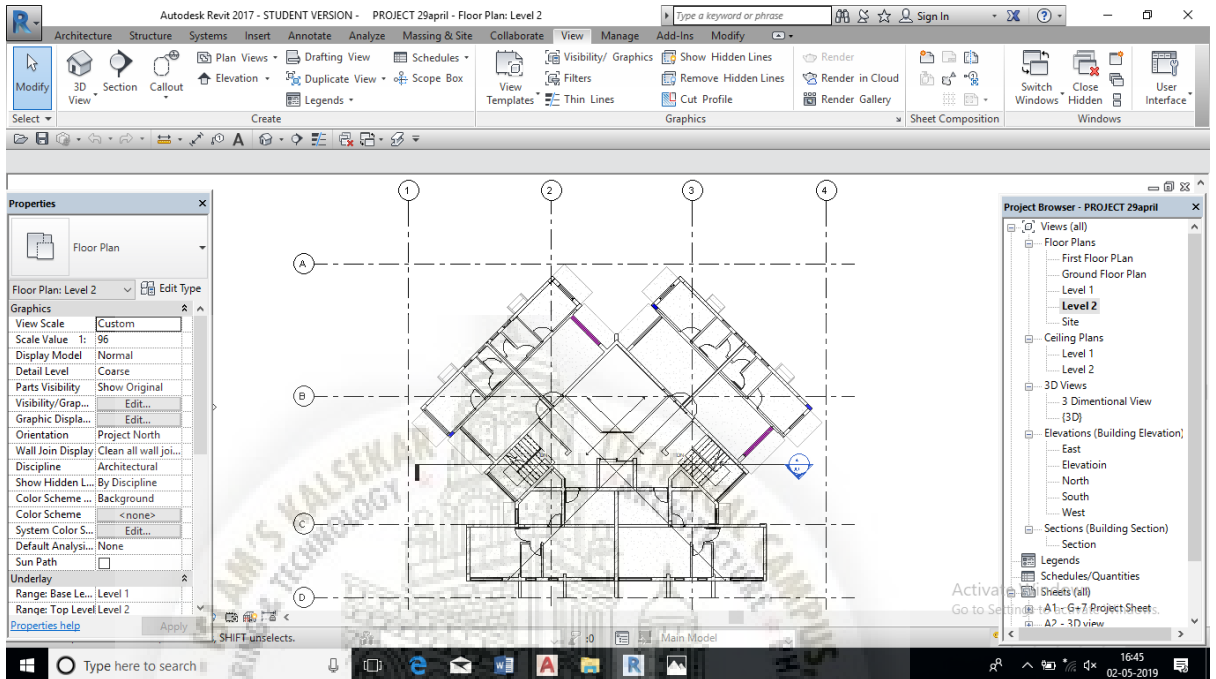 Autodesk Revit 2017 - STUDENT VERSION - PROJECT 29april - Floor Plan: Level 2
Type a keyword or phrase
Sign In
Architecture Structure Systems Insert Annotate Analyze Massing & Site Collaborate View Manage Add-Ins Modify
Modify
3D View
Section
Callout
Plan Views
Elevation
Drafting View
Duplicate View
Legends
Schedules
Scope Box
View Templates
Visibility/ Graphics
Filters
Thin Lines
Show Hidden Lines
Remove Hidden Lines
Cut Profile
Render
Render in Cloud
Render Gallery
Switch Windows
Close Hidden
User Interface
Select
Create
Graphics
Sheet Composition
Windows
Properties
Floor Plan
Floor Plan: Level 2
Edit Type
Graphics
View Scale Custom
Scale Value 1: 96
Display Model Normal
Detail Level Coarse
Parts Visibility Show Original
Visibility/Grap... Edit...
Graphic Displa... Edit...
Orientation Project North
Wall Join Display Clean all wall joi...
Discipline Architectural
Show Hidden L... By Discipline
Color Scheme ... Background
Color Scheme <none>
System Color S... Edit...
Default Analysi... None
Sun Path
Underlay
Range: Base Le... Level 1
Range: Top Level Level 2
Properties help
Apply
1 2 3 4
A
B
C
D
KALSEKAR
TECHNOLOGY
CAMPUS
Project Browser - PROJECT 29april
Views (all)
Floor Plans
First Floor PLan
Ground Floor Plan
Level 1
Level 2
Site
Ceiling Plans
Level 1
Level 2
3D Views
3 Dimentional View
{3D}
Elevations (Building Elevation)
East
Elevatioin
North
South
West
Sections (Building Section)
Section
Legends
Schedules/Quantities
Sheets (all)
A1 - G+7 Project Sheet
A2 - 3D view
, SHIFT unselects.
:0
Main Model
Type here to search
16:45
02-05-2019